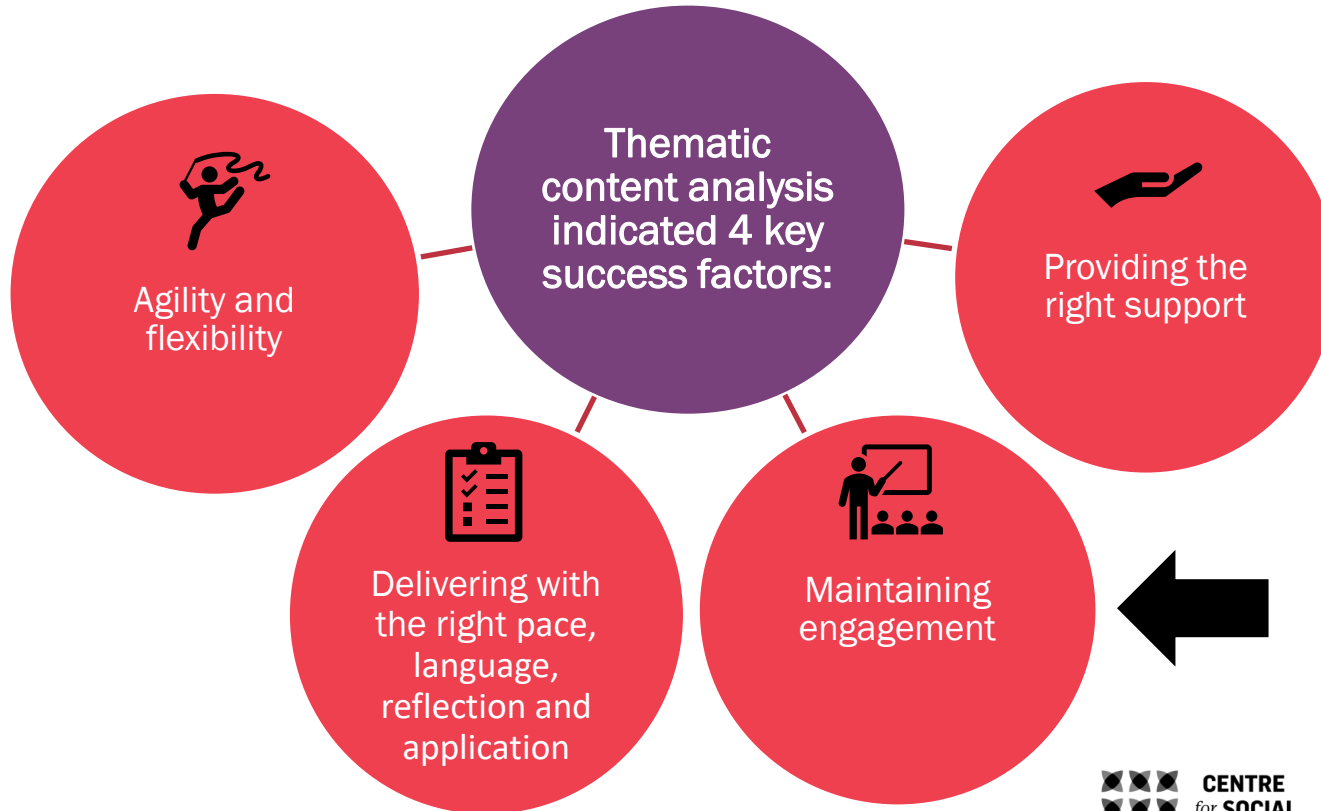 Thematic
content analysis
indicated 4 key
success factors:
Agility and
flexibility
Providing the
right support
Delivering with
the right pace,
language,
reflection and
application
Maintaining
engagement
CENTRE
for SOCIAL